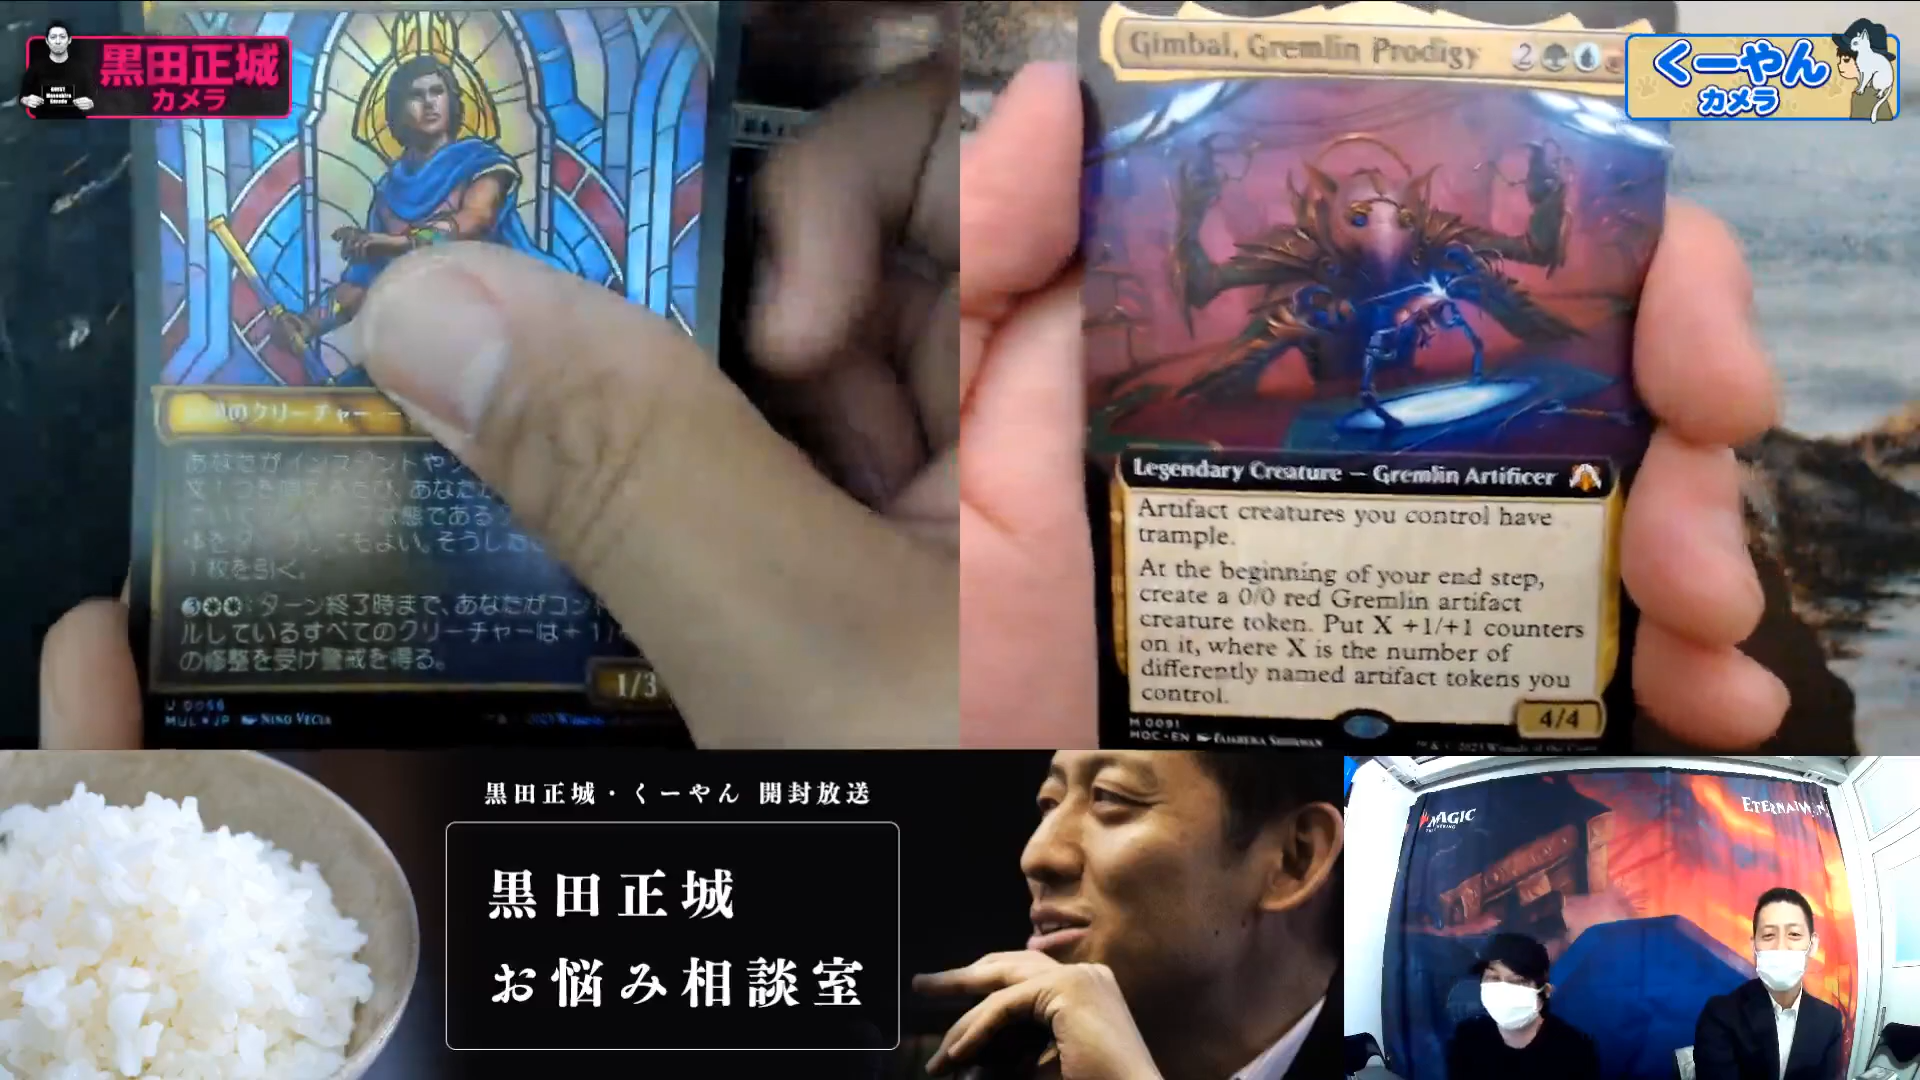 黒田正城
カメラ
のクリーチャー ー
1枚を引く。
ターン終了時まで、あなたがコント
ルしているすべてのクリーチャーは+1/
の修整を受け警戒を得る。
1/3
MUL・JP NINO VECIA
Gimbal, Gremlin Prodigy 2
くーやん
カメラ
Legendary Creature – Gremlin Artificer
Artifact creatures you control have
trample.
At the beginning of your end step,
create a 0/0 red Gremlin artifact
creature token. Put X +1/+1 counters
on it, where X is the number of
differently named artifact tokens you
control.
4/4
M 0091
MOC・EN
黒田正城・くーやん 開封放送
黒田正城
お悩み相談室
MAGIC